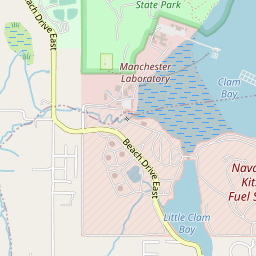 State Park
Beach Drive East
Manchester
Laboratory
Clam
Bay
Beach Drive East
Nava
Kit
Fuel S
Little Clam
Bay